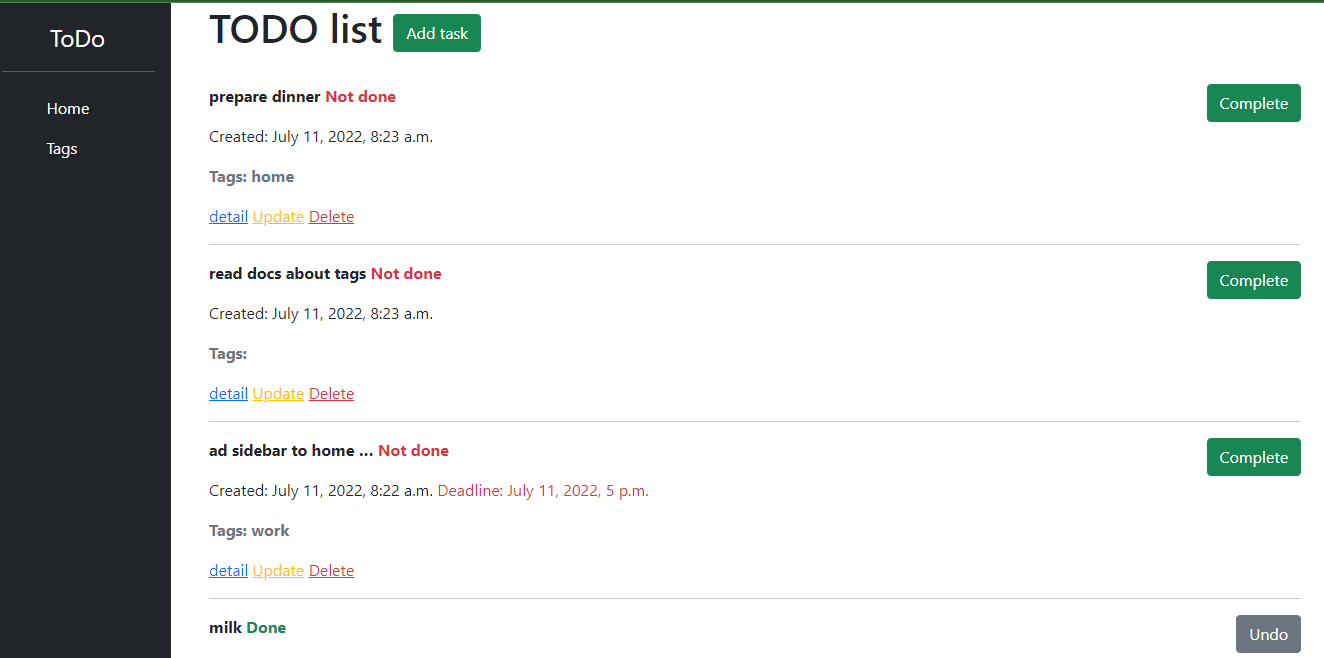 ToDo
Home
Tags
TODO list Add task
prepare dinner Not done Complete
Created: July 11, 2022, 8:23 a.m.
Tags: home
detail Update Delete
read docs about tags Not done Complete
Created: July 11, 2022, 8:23 a.m.
Tags:
detail Update Delete
ad sidebar to home ... Not done Complete
Created: July 11, 2022, 8:22 a.m. Deadline: July 11, 2022, 5 p.m.
Tags: work
detail Update Delete
milk Done Undo